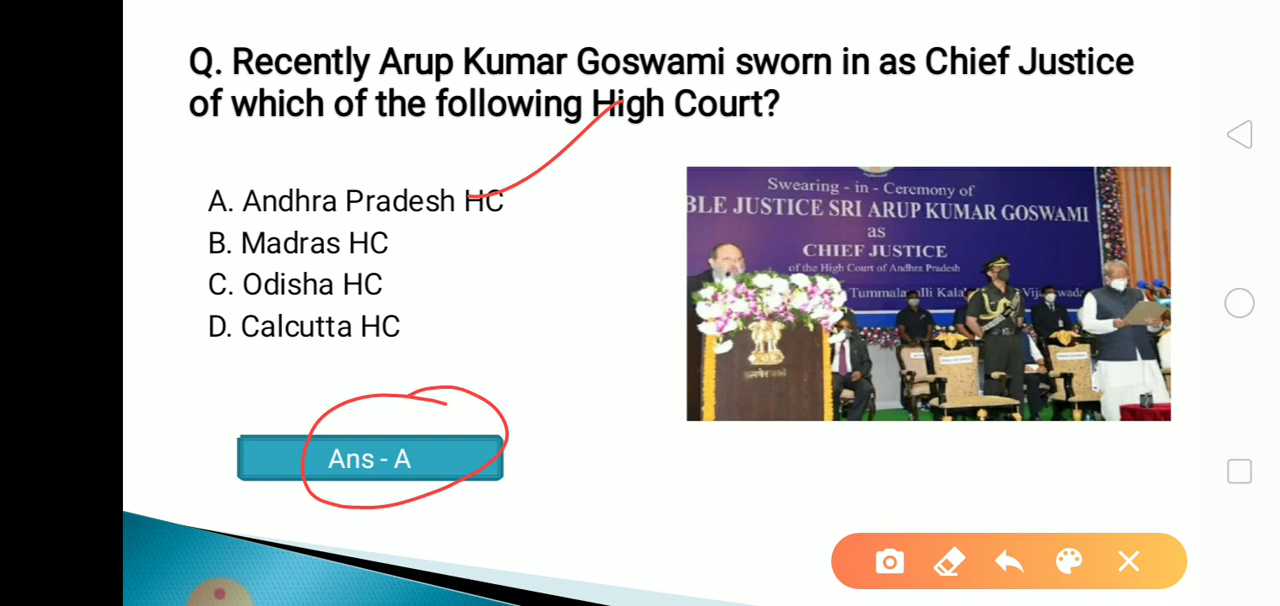 Q. Recently Arup Kumar Goswami sworn in as Chief Justice
of which of the following High Court?
A. Andhra Pradesh HC
B. Madras HC
C. Odisha HC
D. Calcutta HC
Ans - A
Swearing - in - Ceremony of
BLE JUSTICE SRI ARUP KUMAR GOSWAMI
as
CHIEF JUSTICE
of the High Court of Andhra Pradesh